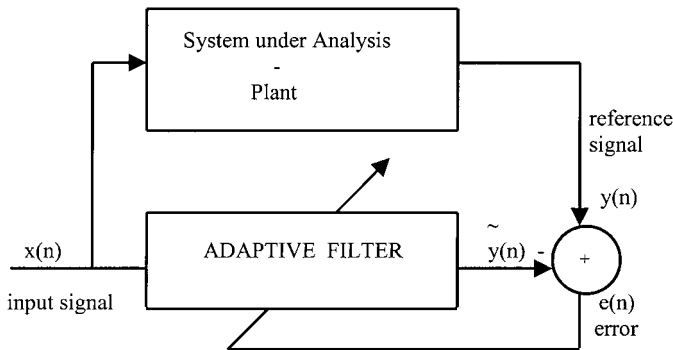 System under Analysis
-
Plant
reference
signal
y(n)
x(n)
input signal
ADAPTIVE FILTER
~
y(n)
-
+
e(n)
error